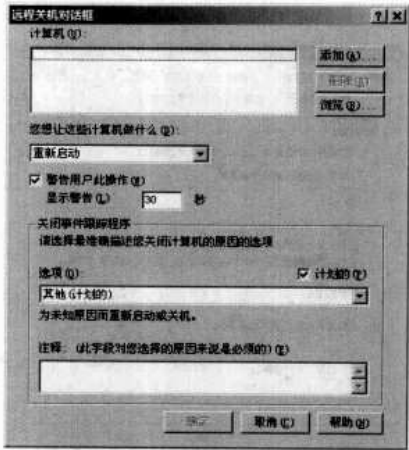 远程关机对话框
计算机(U):
添加(A)...
删除(R)
浏览(B)...
您想让这些计算机做什么(D):
重新启动
警告用户此操作(W)
显示警告(L) 30 秒
关闭事件跟踪程序
请选择最准确描述您关闭计算机的原因的选项
选项(O): 计划的(P)
其他(计划的)
为未知原因而重新启动或关机。
注释: (此字段对您选择的原因来说是必须的)(E)
确定
取消(C)
帮助(H)